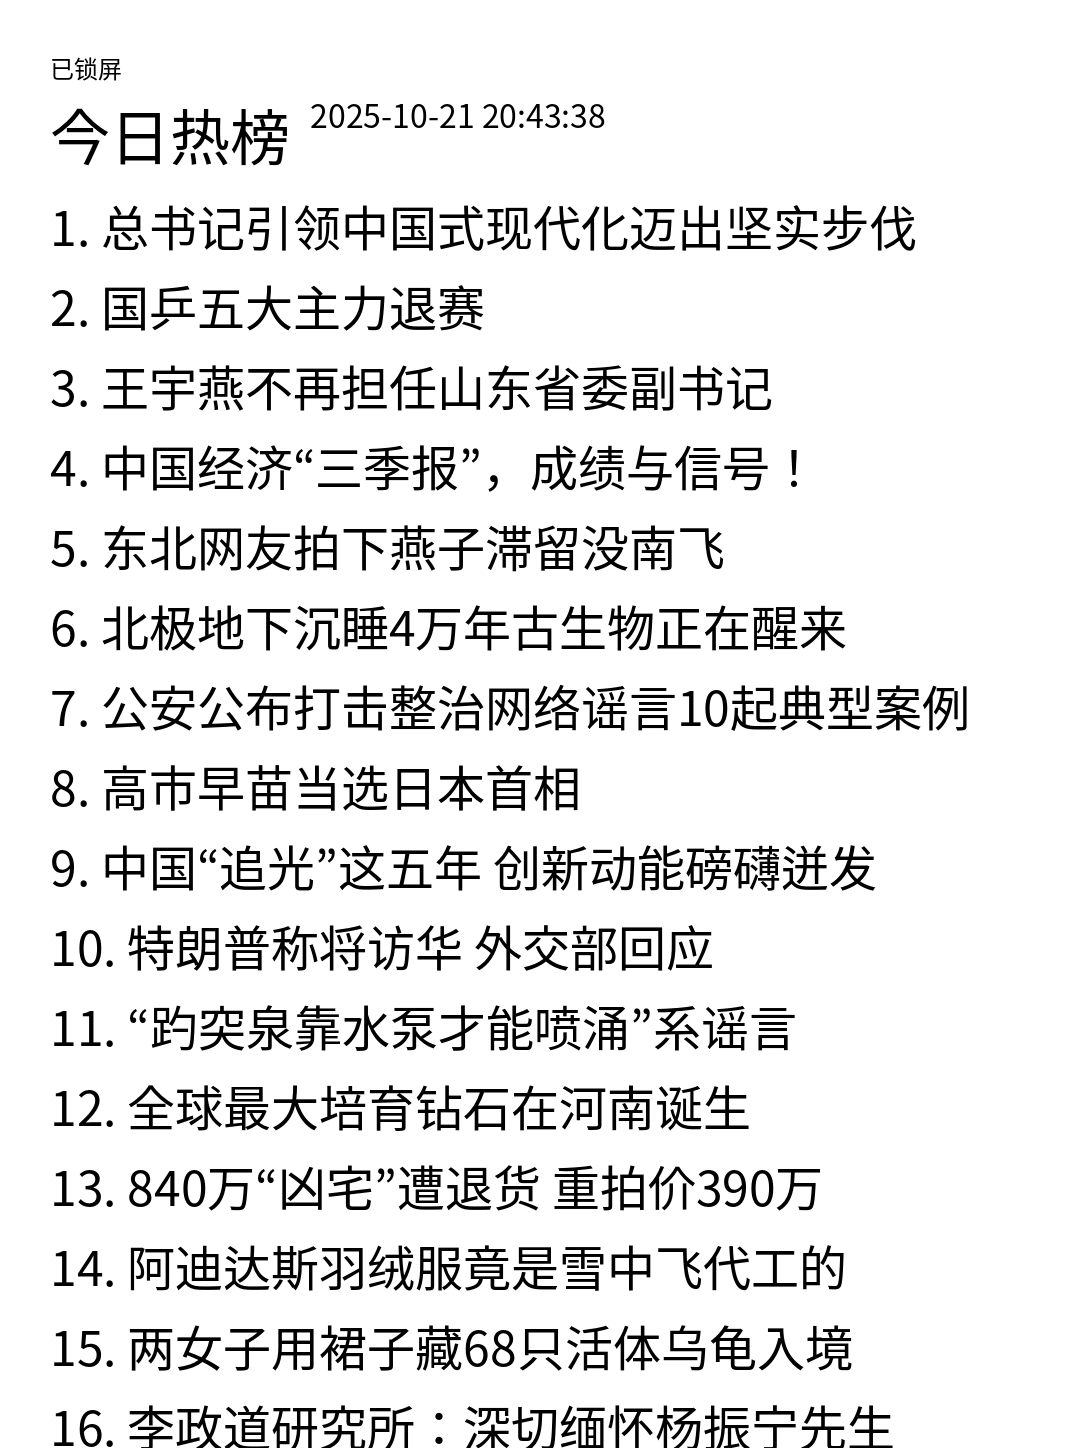 已锁屏
今日热榜 2025-10-21 20:43:38
1. 总书记引领中国式现代化迈出坚实步伐
2. 国乒五大主力退赛
3. 王宇燕不再担任山东省委副书记
4. 中国经济“三季报”，成绩与信号！
5. 东北网友拍下燕子滞留没南飞
6. 北极地下沉睡4万年古生物正在醒来
7. 公安公布打击整治网络谣言10起典型案例
8. 高市早苗当选日本首相
9. 中国“追光”这五年 创新动能磅礴迸发
10. 特朗普称将访华 外交部回应
11. “趵突泉靠水泵才能喷涌”系谣言
12. 全球最大培育钻石在河南诞生
13. 840万“凶宅”遭退货 重拍价390万
14. 阿迪达斯羽绒服竟是雪中飞代工的
15. 两女子用裙子藏68只活体乌龟入境
16. 李政道研究所：深切缅怀杨振宁先生